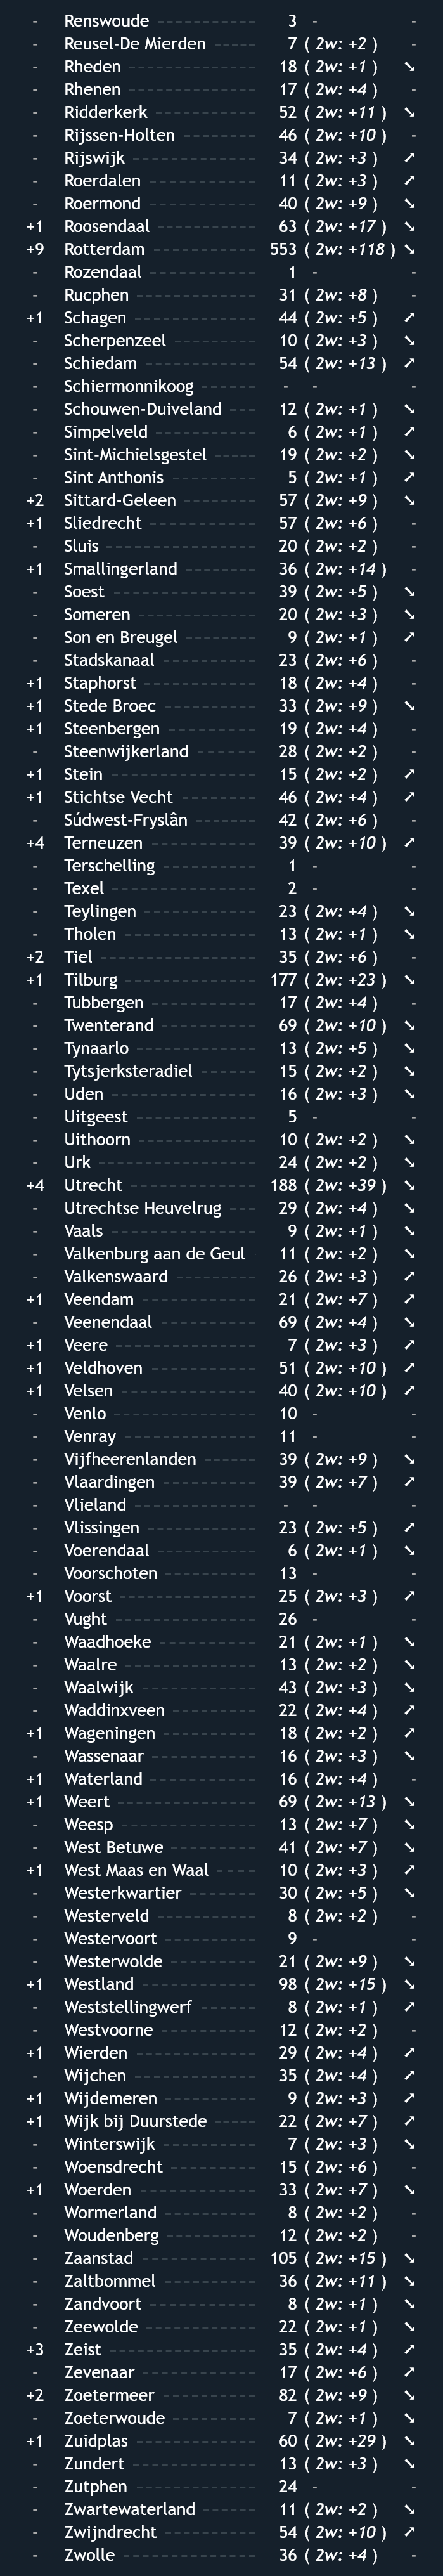 - Renswoude 3 - -
- Reusel-De Mierden 7 ( 2w: +2 ) -
- Rheden 18 ( 2w: +1 ) ↘
- Rhenen 17 ( 2w: +4 ) -
- Ridderkerk 52 ( 2w: +11 ) ↘
- Rijssen-Holten 46 ( 2w: +10 ) -
- Rijswijk 34 ( 2w: +3 ) ↗
- Roerdalen 11 ( 2w: +3 ) ↗
- Roermond 40 ( 2w: +9 ) ↘
+1 Roosendaal 63 ( 2w: +17 ) ↘
+9 Rotterdam 553 ( 2w: +118 ) ↘
- Rozendaal 1 - -
- Rucphen 31 ( 2w: +8 ) -
+1 Schagen 44 ( 2w: +5 ) ↗
- Scherpenzeel 10 ( 2w: +3 ) ↘
- Schiedam 54 ( 2w: +13 ) ↗
- Schiermonnikoog - - -
- Schouwen-Duiveland 12 ( 2w: +1 ) ↘
- Simpelveld 6 ( 2w: +1 ) ↗
- Sint-Michielsgestel 19 ( 2w: +2 ) ↘
- Sint Anthonis 5 ( 2w: +1 ) ↗
+2 Sittard-Geleen 57 ( 2w: +9 ) ↘
+1 Sliedrecht 57 ( 2w: +6 ) -
- Sluis 20 ( 2w: +2 ) -
+1 Smallingerland 36 ( 2w: +14 ) -
- Soest 39 ( 2w: +5 ) ↘
- Someren 20 ( 2w: +3 ) ↘
- Son en Breugel 9 ( 2w: +1 ) ↗
- Stadskanaal 23 ( 2w: +6 ) -
+1 Staphorst 18 ( 2w: +4 ) -
+1 Stede Broec 33 ( 2w: +9 ) ↘
+1 Steenbergen 19 ( 2w: +4 ) -
- Steenwijkerland 28 ( 2w: +2 ) -
+1 Stein 15 ( 2w: +2 ) ↗
+1 Stichtse Vecht 46 ( 2w: +4 ) ↗
- Súdwest-Fryslân 42 ( 2w: +6 ) -
+4 Terneuzen 39 ( 2w: +10 ) ↗
- Terschelling 1 - -
- Texel 2 - -
- Teylingen 23 ( 2w: +4 ) ↘
- Tholen 13 ( 2w: +1 ) ↘
+2 Tiel 35 ( 2w: +6 ) -
+1 Tilburg 177 ( 2w: +23 ) ↘
- Tubbergen 17 ( 2w: +4 ) -
- Twenterand 69 ( 2w: +10 ) ↘
- Tynaarlo 13 ( 2w: +5 ) ↘
- Tytsjerksteradiel 15 ( 2w: +2 ) ↘
- Uden 16 ( 2w: +3 ) ↘
- Uitgeest 5 - -
- Uithoorn 10 ( 2w: +2 ) ↘
- Urk 24 ( 2w: +2 ) ↘
+4 Utrecht 188 ( 2w: +39 ) ↘
- Utrechtse Heuvelrug 29 ( 2w: +4 ) ↘
- Vaals 9 ( 2w: +1 ) ↘
- Valkenburg aan de Geul 11 ( 2w: +2 ) ↘
- Valkenswaard 26 ( 2w: +3 ) ↗
+1 Veendam 21 ( 2w: +7 ) ↗
- Veenendaal 69 ( 2w: +4 ) ↘
+1 Veere 7 ( 2w: +3 ) ↗
+1 Veldhoven 51 ( 2w: +10 ) ↗
+1 Velsen 40 ( 2w: +10 ) ↗
- Venlo 10 - -
- Venray 11 - -
- Vijfheerenlanden 39 ( 2w: +9 ) ↘
- Vlaardingen 39 ( 2w: +7 ) ↗
- Vlieland - - -
- Vlissingen 23 ( 2w: +5 ) ↗
- Voerendaal 6 ( 2w: +1 ) ↘
- Voorschoten 13 - -
+1 Voorst 25 ( 2w: +3 ) ↗
- Vught 26 - -
- Waadhoeke 21 ( 2w: +1 ) ↘
- Waalre 13 ( 2w: +2 ) ↘
- Waalwijk 43 ( 2w: +3 ) ↘
- Waddinxveen 22 ( 2w: +4 ) ↗
+1 Wageningen 18 ( 2w: +2 ) ↗
- Wassenaar 16 ( 2w: +3 ) ↘
+1 Waterland 16 ( 2w: +4 ) -
+1 Weert 69 ( 2w: +13 ) ↘
- Weesp 13 ( 2w: +7 ) ↘
- West Betuwe 41 ( 2w: +7 ) ↘
+1 West Maas en Waal 10 ( 2w: +3 ) ↗
- Westerkwartier 30 ( 2w: +5 ) ↘
- Westerveld 8 ( 2w: +2 ) -
- Westervoort 9 - -
- Westerwolde 21 ( 2w: +9 ) ↘
+1 Westland 98 ( 2w: +15 ) ↘
- Weststellingwerf 8 ( 2w: +1 ) ↗
- Westvoorne 12 ( 2w: +2 ) -
+1 Wierden 29 ( 2w: +4 ) ↗
- Wijchen 35 ( 2w: +4 ) ↗
+1 Wijdemeren 9 ( 2w: +3 ) ↗
+1 Wijk bij Duurstede 22 ( 2w: +7 ) ↗
- Winterswijk 7 ( 2w: +3 ) ↘
- Woensdrecht 15 ( 2w: +6 ) -
+1 Woerden 33 ( 2w: +7 ) ↘
- Wormerland 8 ( 2w: +2 ) -
- Woudenberg 12 ( 2w: +2 ) -
- Zaanstad 105 ( 2w: +15 ) ↘
- Zaltbommel 36 ( 2w: +11 ) ↘
- Zandvoort 8 ( 2w: +1 ) ↘
- Zeewolde 22 ( 2w: +1 ) ↘
+3 Zeist 35 ( 2w: +4 ) ↗
- Zevenaar 17 ( 2w: +6 ) ↗
+2 Zoetermeer 82 ( 2w: +9 ) ↘
- Zoeterwoude 7 ( 2w: +1 ) ↘
+1 Zuidplas 60 ( 2w: +29 ) ↘
- Zundert 13 ( 2w: +3 ) ↘
- Zutphen 24 - -
- Zwartewaterland 11 ( 2w: +2 ) ↘
- Zwijndrecht 54 ( 2w: +10 ) ↗
- Zwolle 36 ( 2w: +4 ) -